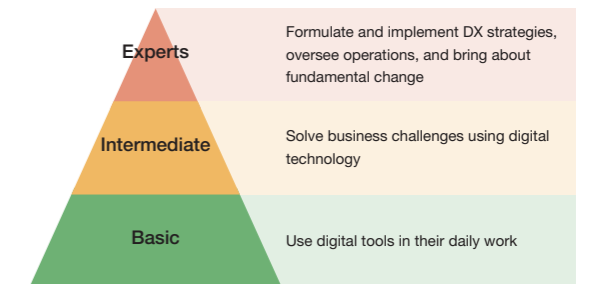 Experts
Formulate and implement DX strategies,
oversee operations, and bring about
fundamental change
Intermediate
Solve business challenges using digital
technology
Basic
Use digital tools in their daily work